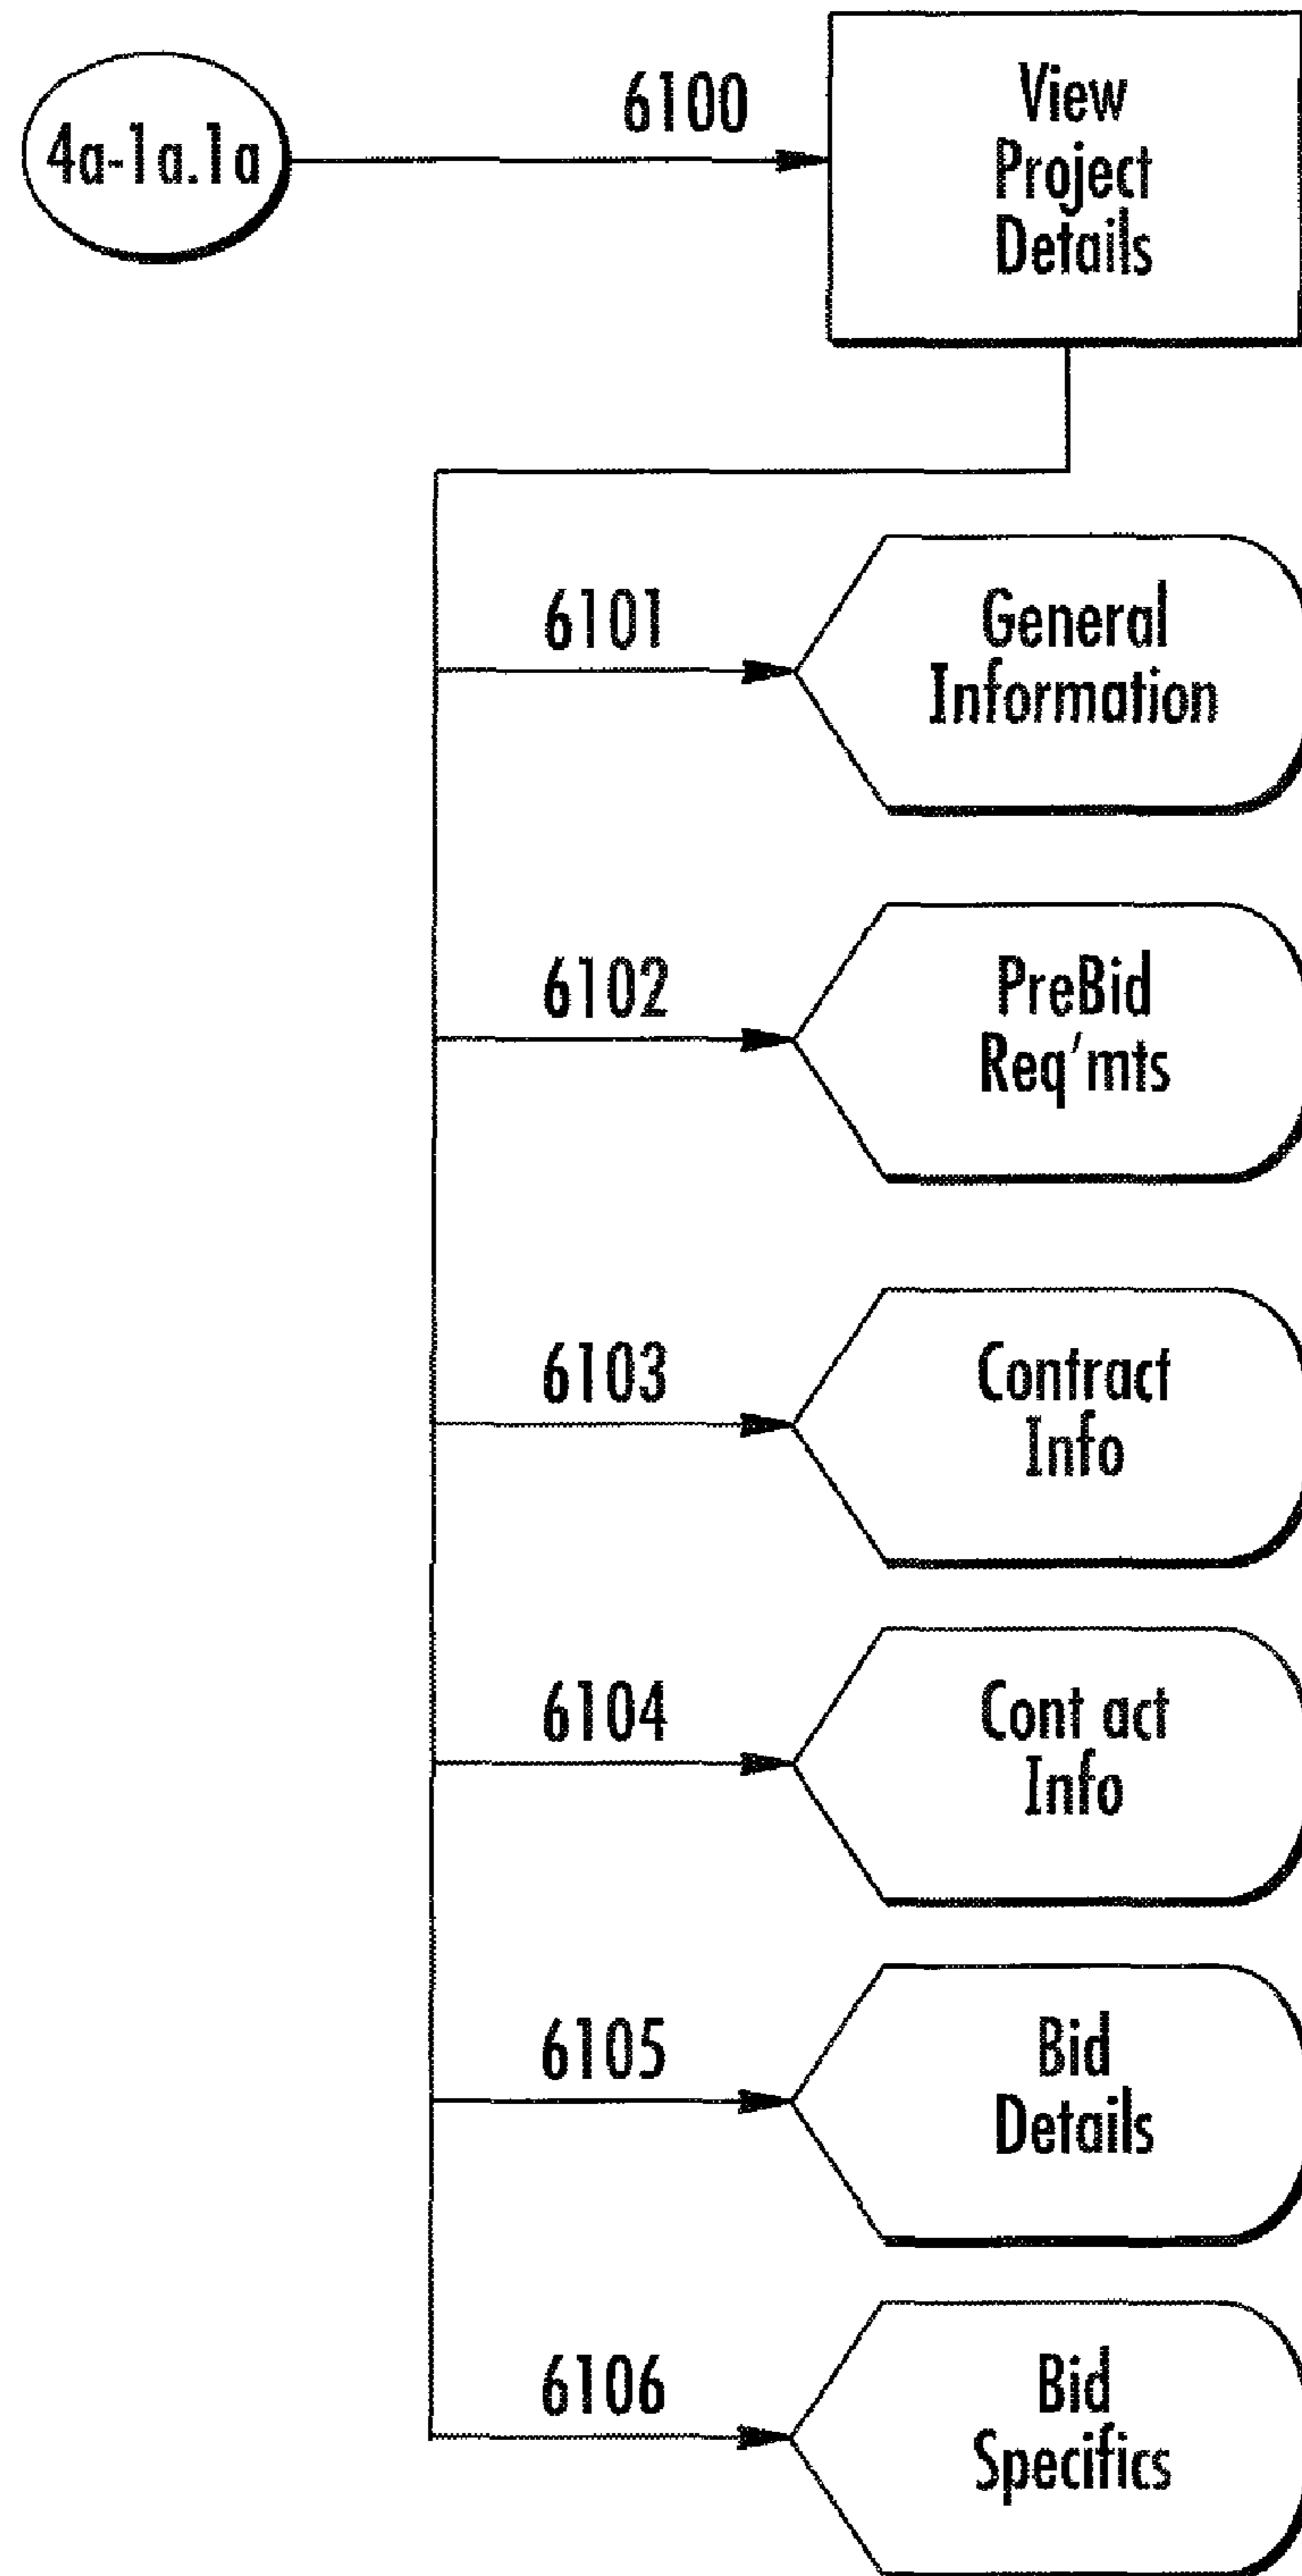 4a-1a.1a
6100
View
Project
Details
6101
General
Information
6102
PreBid
Req'mts
6103
Contract
Info
6104
Cont act
Info
6105
Bid
Details
6106
Bid
Specifics